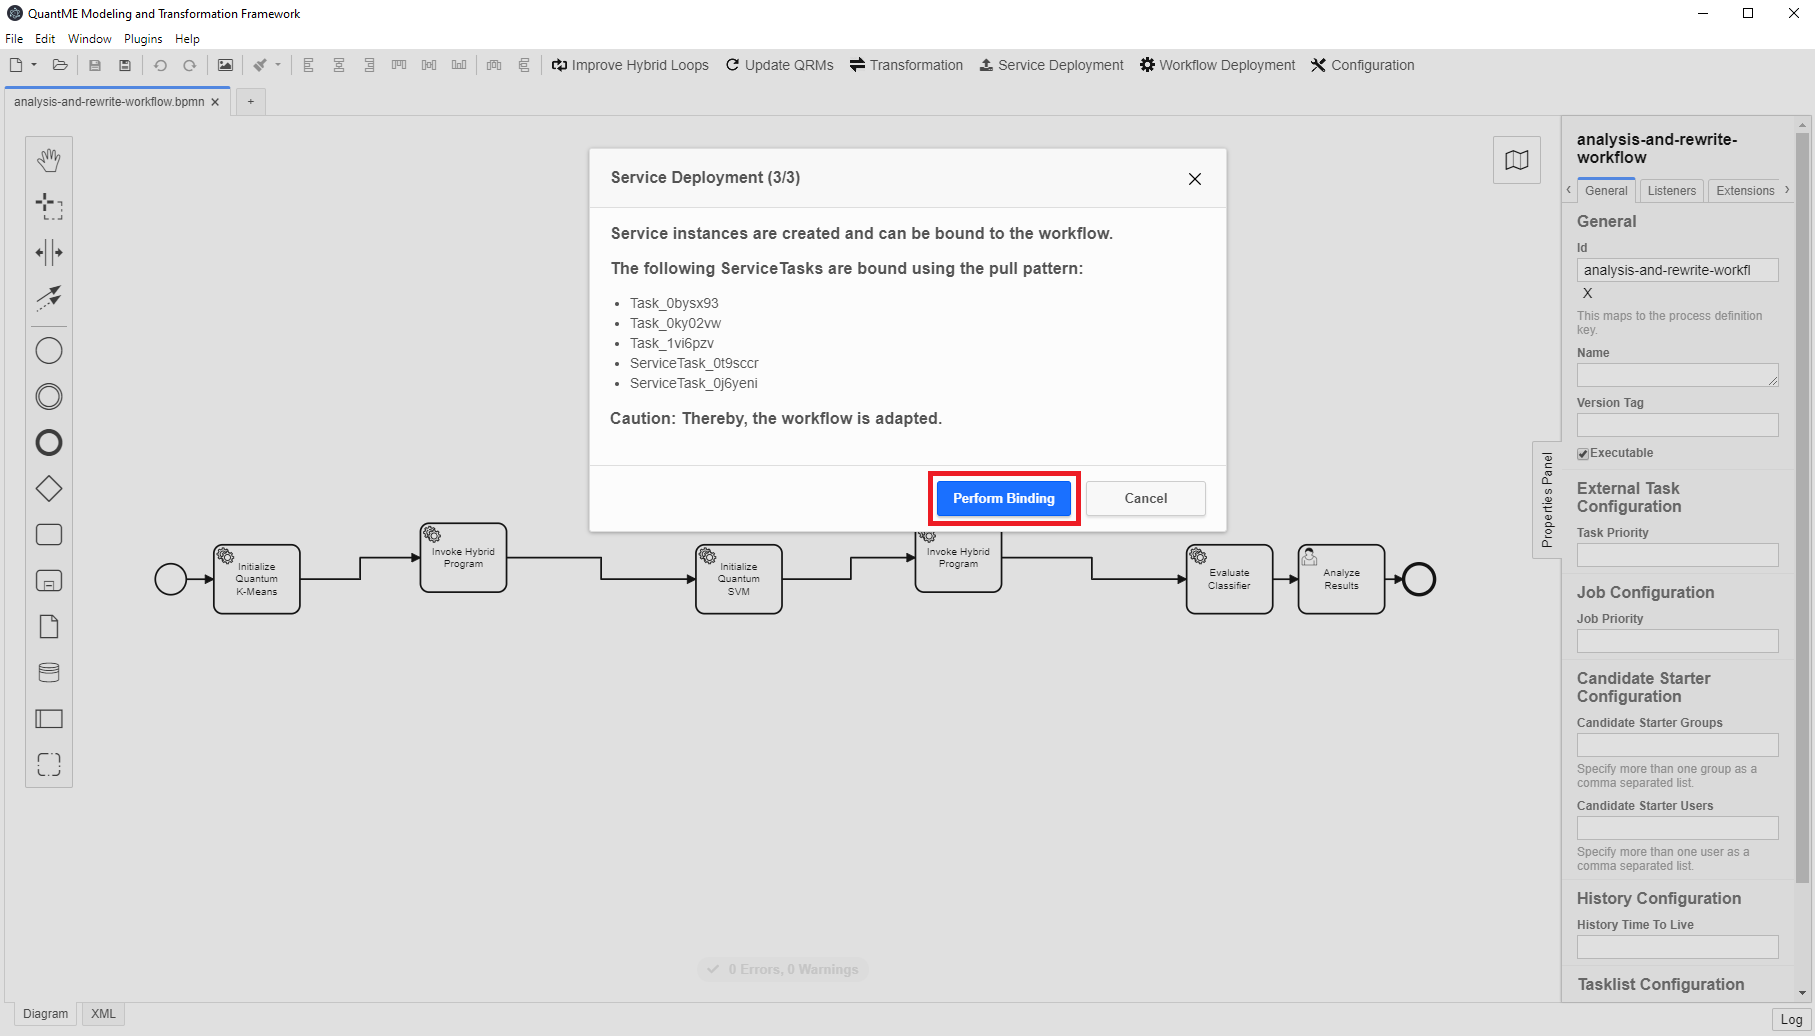 QuantME Modeling and Transformation Framework
File Edit Window Plugins Help
Improve Hybrid Loops Update QRMs Transformation Service Deployment Workflow Deployment Configuration
analysis-and-rewrite-workflow.bpmn
+
Service Deployment (3/3)
Service instances are created and can be bound to the workflow.
The following ServiceTasks are bound using the pull pattern:
Task_0bysx93
Task_0ky02vw
Task_1vi6pzv
ServiceTask_0t9sccr
ServiceTask_0j6yeni
Caution: Thereby, the workflow is adapted.
Perform Binding Cancel
Initialize
Quantum
K-Means
Invoke Hybrid
Program
Initialize
Quantum
SVM
Invoke Hybrid
Program
Evaluate
Classifier
Analyze
Results
0 Errors, 0 Warnings
Properties Panel
analysis-and-rewrite-
workflow
General Listeners Extensions
General
Id
analysis-and-rewrite-workfl
X
This maps to the process definition
key.
Name
Version Tag
Executable
External Task
Configuration
Task Priority
Job Configuration
Job Priority
Candidate Starter
Configuration
Candidate Starter Groups
Specify more than one group as a
comma separated list.
Candidate Starter Users
Specify more than one user as a
comma separated list.
History Configuration
History Time To Live
Tasklist Configuration
Diagram XML
Log